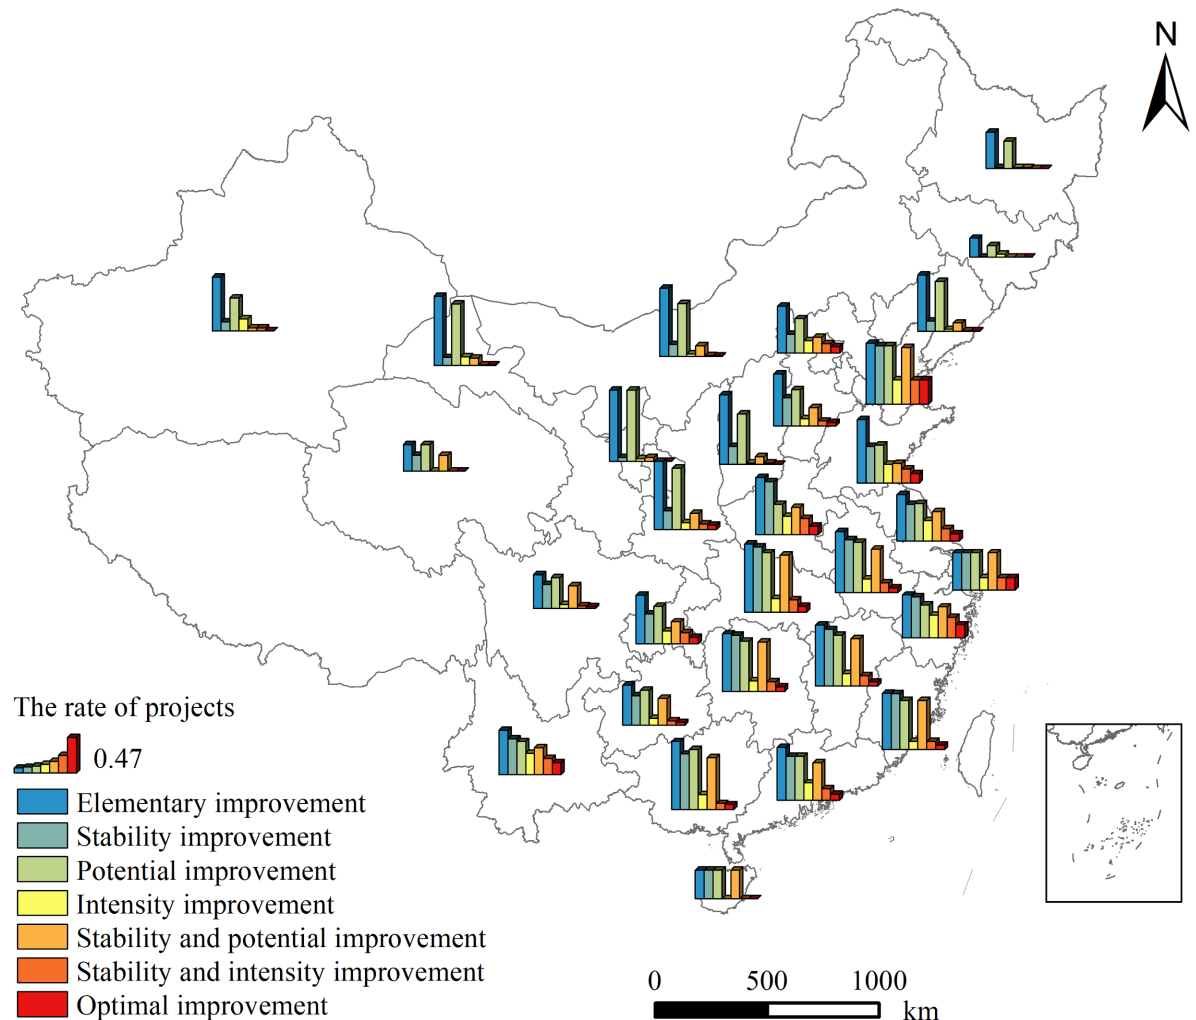 N
The rate of projects
0.47
Elementary improvement
Stability improvement
Potential improvement
Intensity improvement
Stability and potential improvement
Stability and intensity improvement
Optimal improvement
0 500 1000
km